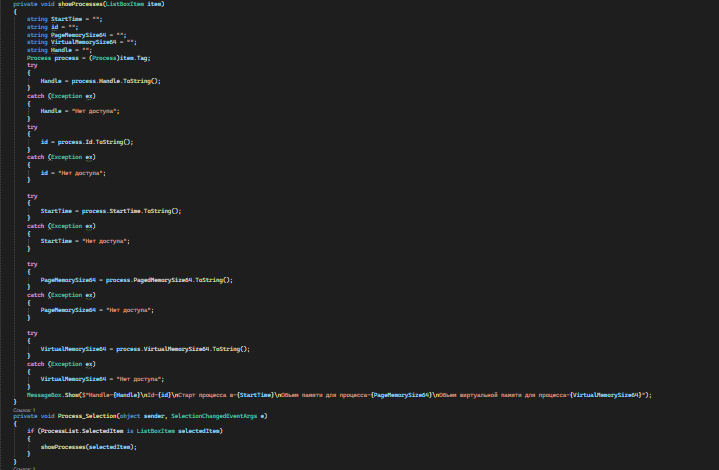 private void showProcesses(ListBoxItem item)
{
string StartTime = "";
string id = "";
string PageMemorySize64 = "";
string VirtualMemorySize64 = "";
string Handle = "";
Process process = (Process)item.Tag;
try
{
Handle = process.Handle.ToString();
}
catch (Exception ex)
{
Handle = "Нет доступа";
}
try
{
id = process.Id.ToString();
}
catch (Exception ex)
{
id = "Нет доступа";
}
try
{
StartTime = process.StartTime.ToString();
}
catch (Exception ex)
{
StartTime = "Нет доступа";
}
try
{
PageMemorySize64 = process.PagedMemorySize64.ToString();
}
catch (Exception ex)
{
PageMemorySize64 = "Нет доступа";
}
try
{
VirtualMemorySize64 = process.VirtualMemorySize64.ToString();
}
catch (Exception ex)
{
VirtualMemorySize64 = "Нет доступа";
}
MessageBox.Show($"Handle-{Handle}\nId-{id}\nСтарт процесса в-{StartTime}\nОбъем памяти для процесса-{PageMemorySize64}\nОбъем виртуальной памяти для процесса-{VirtualMemorySize64}");
}
Ссылок: 1
private void Process_Selection(object sender, SelectionChangedEventArgs e)
{
if (ProcessList.SelectedItem is ListBoxItem selectedItem)
{
showProcesses(selectedItem);
}
}